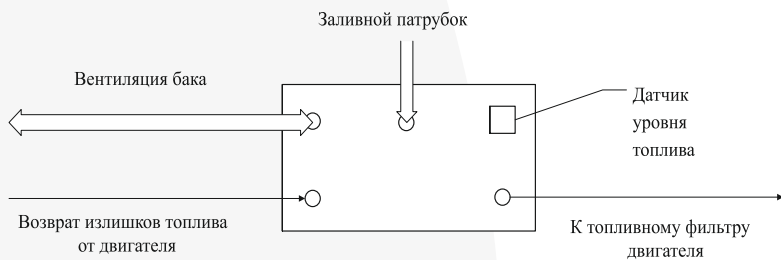 Заливной патрубок
Вентиляция бака
Датчик
уровня
топлива
Возврат излишков топлива
от двигателя
К топливному фильтру
двигателя